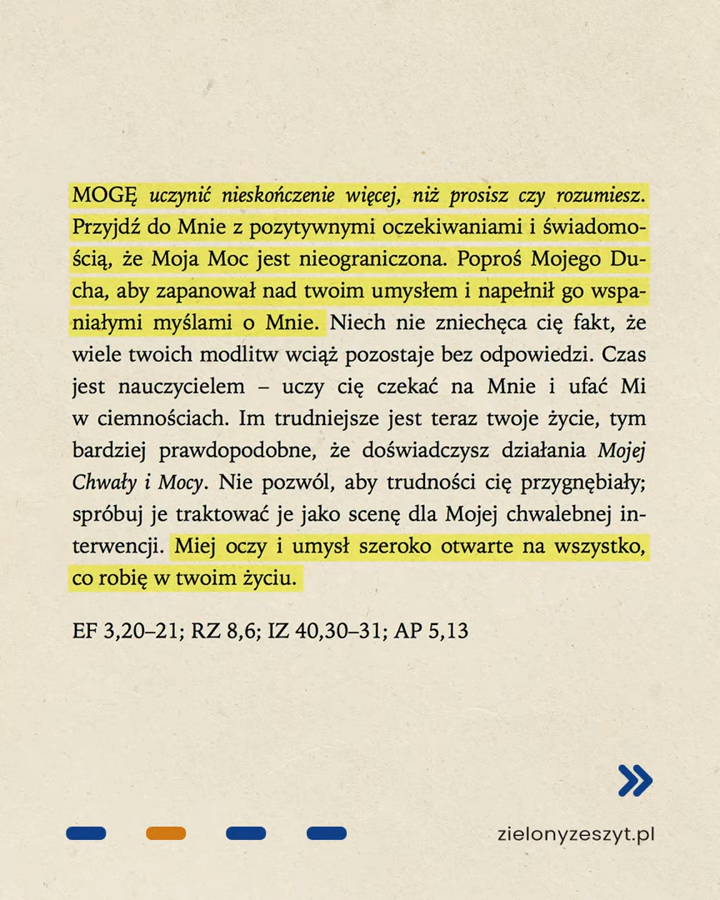 MOGĘ uczynić nieskończenie więcej, niż prosisz czy rozumiesz.
Przyjdź do Mnie z pozytywnymi oczekiwaniami i świadomo-
ścią, że Moja Moc jest nieograniczona. Poproś Mojego Du-
cha, aby zapanował nad twoim umysłem i napełnił go wspa-
niałymi myślami o Mnie. Niech nie zniechęca cię fakt, że
wiele twoich modlitw wciąż pozostaje bez odpowiedzi. Czas
jest nauczycielem – uczy cię czekać na Mnie i ufać Mi
w ciemnościach. Im trudniejsze jest teraz twoje życie, tym
bardziej prawdopodobne, że doświadczysz działania Mojej
Chwały i Mocy. Nie pozwól, aby trudności cię przygnębiały;
spróbuj je traktować je jako scenę dla Mojej chwalebnej in-
terwencji. Miej oczy i umysł szeroko otwarte na wszystko,
co robię w twoim życiu.
EF 3,20–21; RZ 8,6; IZ 40,30–31; AP 5,13
zielonyzeszyt.pl